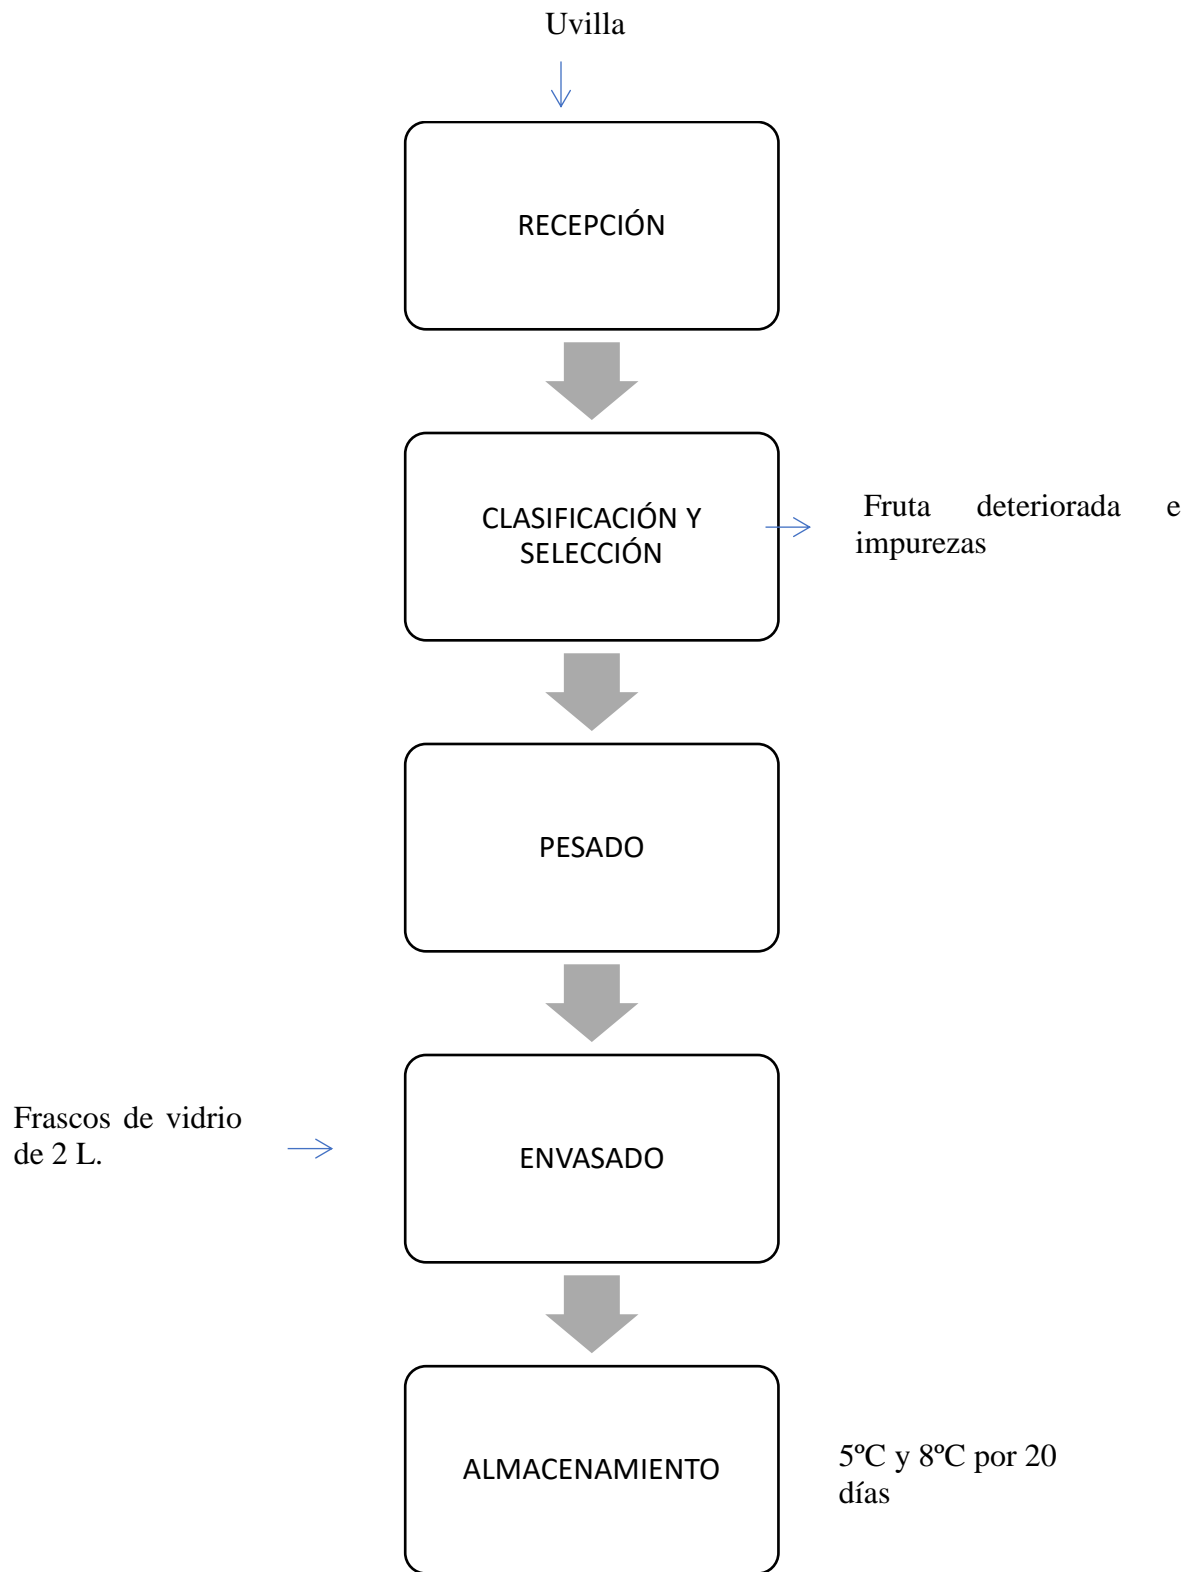 Uvilla
RECEPCIÓN
CLASIFICACIÓN Y
SELECCIÓN
Fruta deteriorada e
impurezas
PESADO
Frascos de vidrio
de 2 L.
ENVASADO
ALMACENAMIENTO
5ºC y 8ºC por 20
días